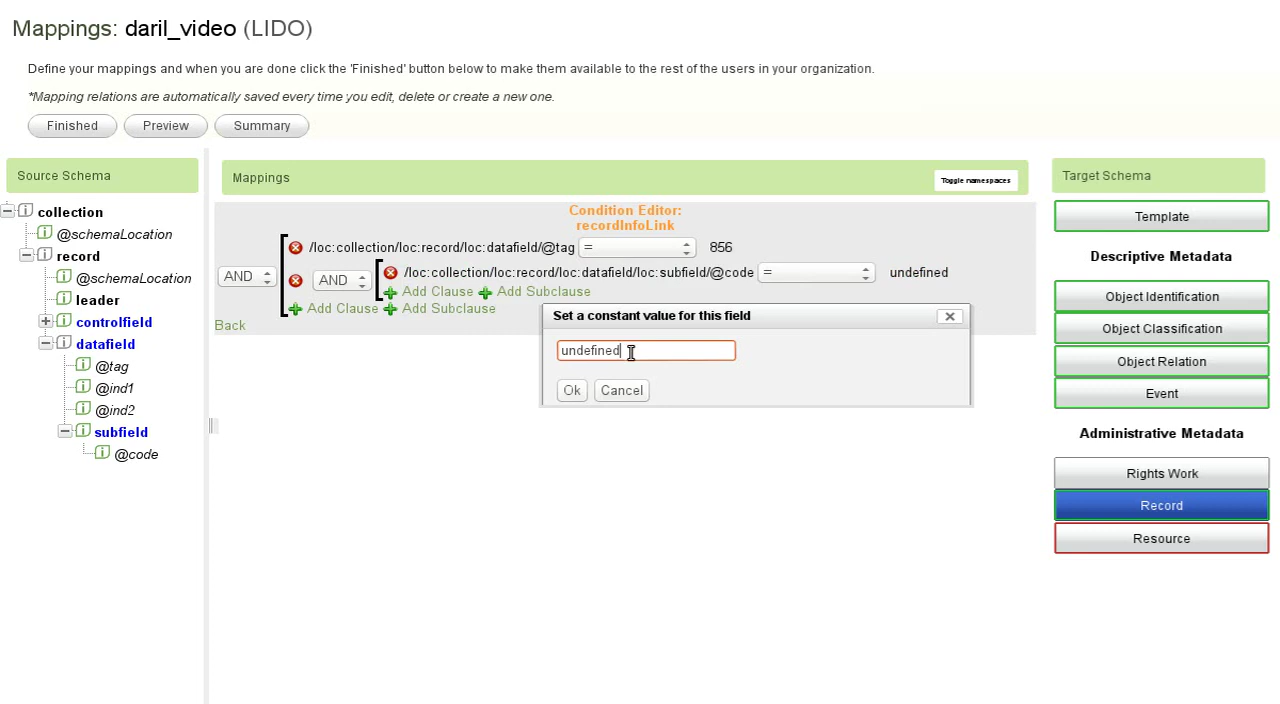 Mappings: daril_video (LIDO)
Define your mappings and when you are done click the 'Finished' button below to make them available to the rest of the users in your organization.
*Mapping relations are automatically saved every time you edit, delete or create a new one.
Finished Preview Summary
Source Schema
collection
@schemaLocation
record
@schemaLocation
leader
controlfield
datafield
@tag
@ind1
@ind2
subfield
@code
Mappings
Toggle namespaces
Condition Editor:
recordInfoLink
AND
/loc:collection/loc:record/loc:datafield/@tag = 856
AND
/loc:collection/loc:record/loc:datafield/loc:subfield/@code = undefined
Add Clause Add Subclause
Add Clause Add Subclause
Back
Set a constant value for this field
undefined
Ok Cancel
Target Schema
Template
Descriptive Metadata
Object Identification
Object Classification
Object Relation
Event
Administrative Metadata
Rights Work
Record
Resource